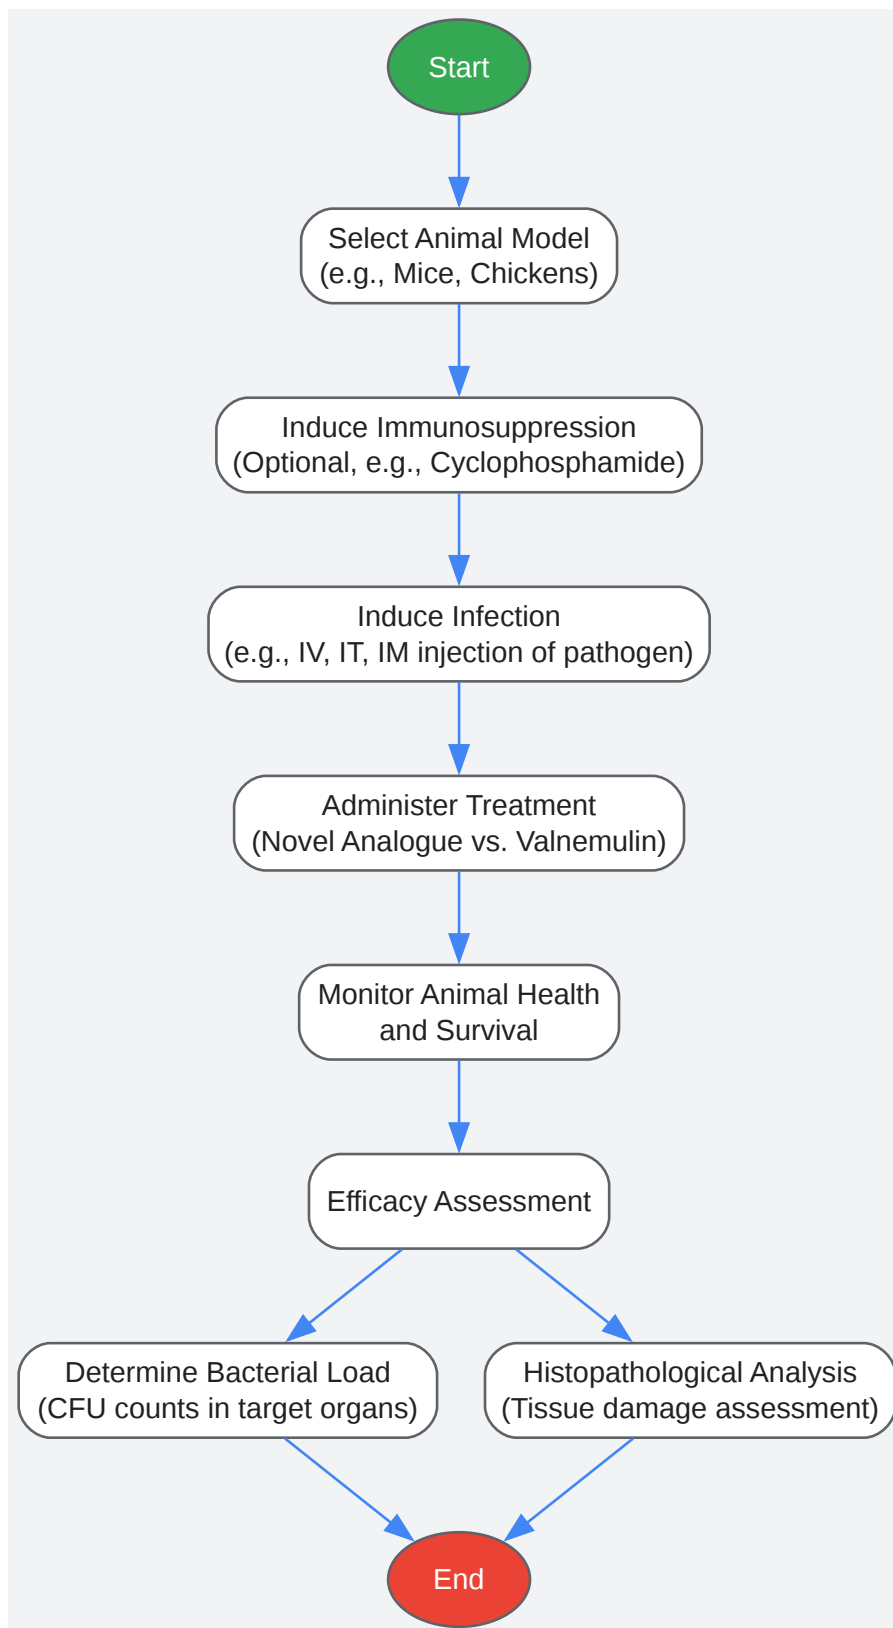 Start
Select Animal Model
(e.g., Mice, Chickens)
Induce Immunosuppression
(Optional, e.g., Cyclophosphamide)
Induce Infection
(e.g., IV, IT, IM injection of pathogen)
Administer Treatment
(Novel Analogue vs. Valnemulin)
Monitor Animal Health
and Survival
Efficacy Assessment
Determine Bacterial Load
(CFU counts in target organs)
Histopathological Analysis
(Tissue damage assessment)
End